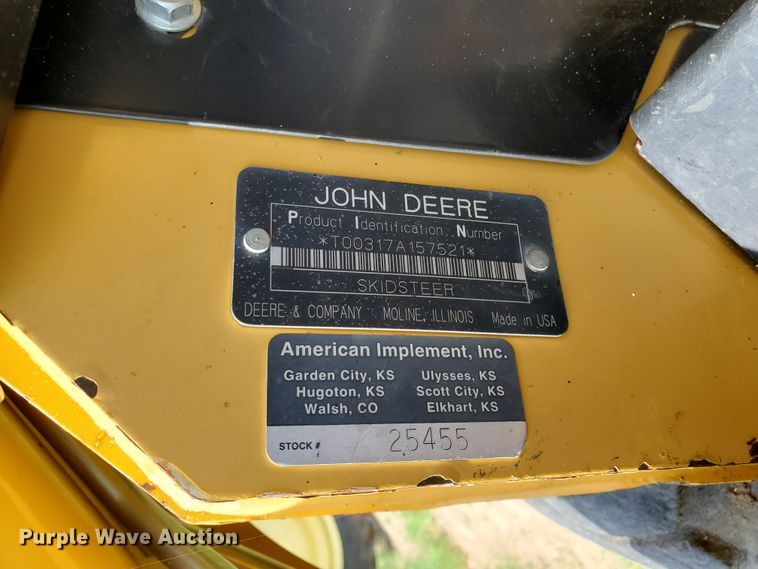 JOHN DEERE
Product Identification Number
*T00317A157521*
SKIDSTEER
DEERE & COMPANY MOLINE, ILLINOIS Made in USA
American Implement, Inc.
Garden City, KS Ulysses, KS
Hugoton, KS Scott City, KS
Walsh, CO Elkhart, KS
STOCK # 25455
Purple Wave Auction